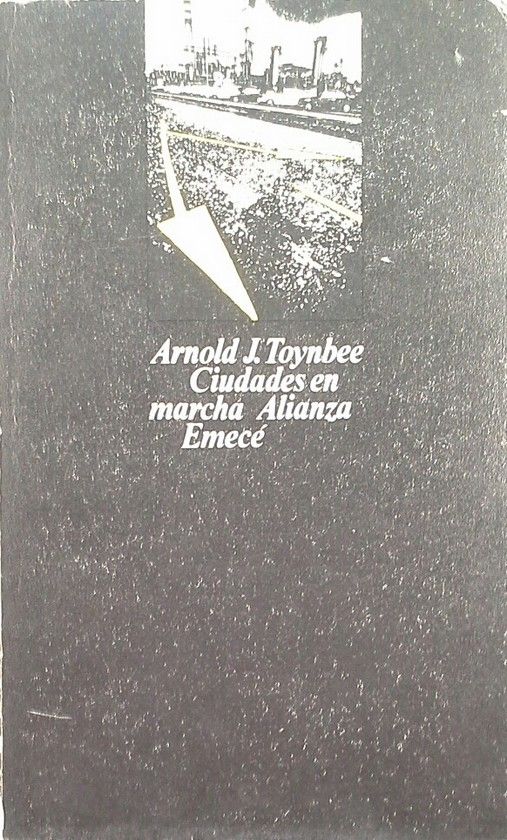 Arnold J. Toynbee
Ciudades en
marcha Alianza
Emecé